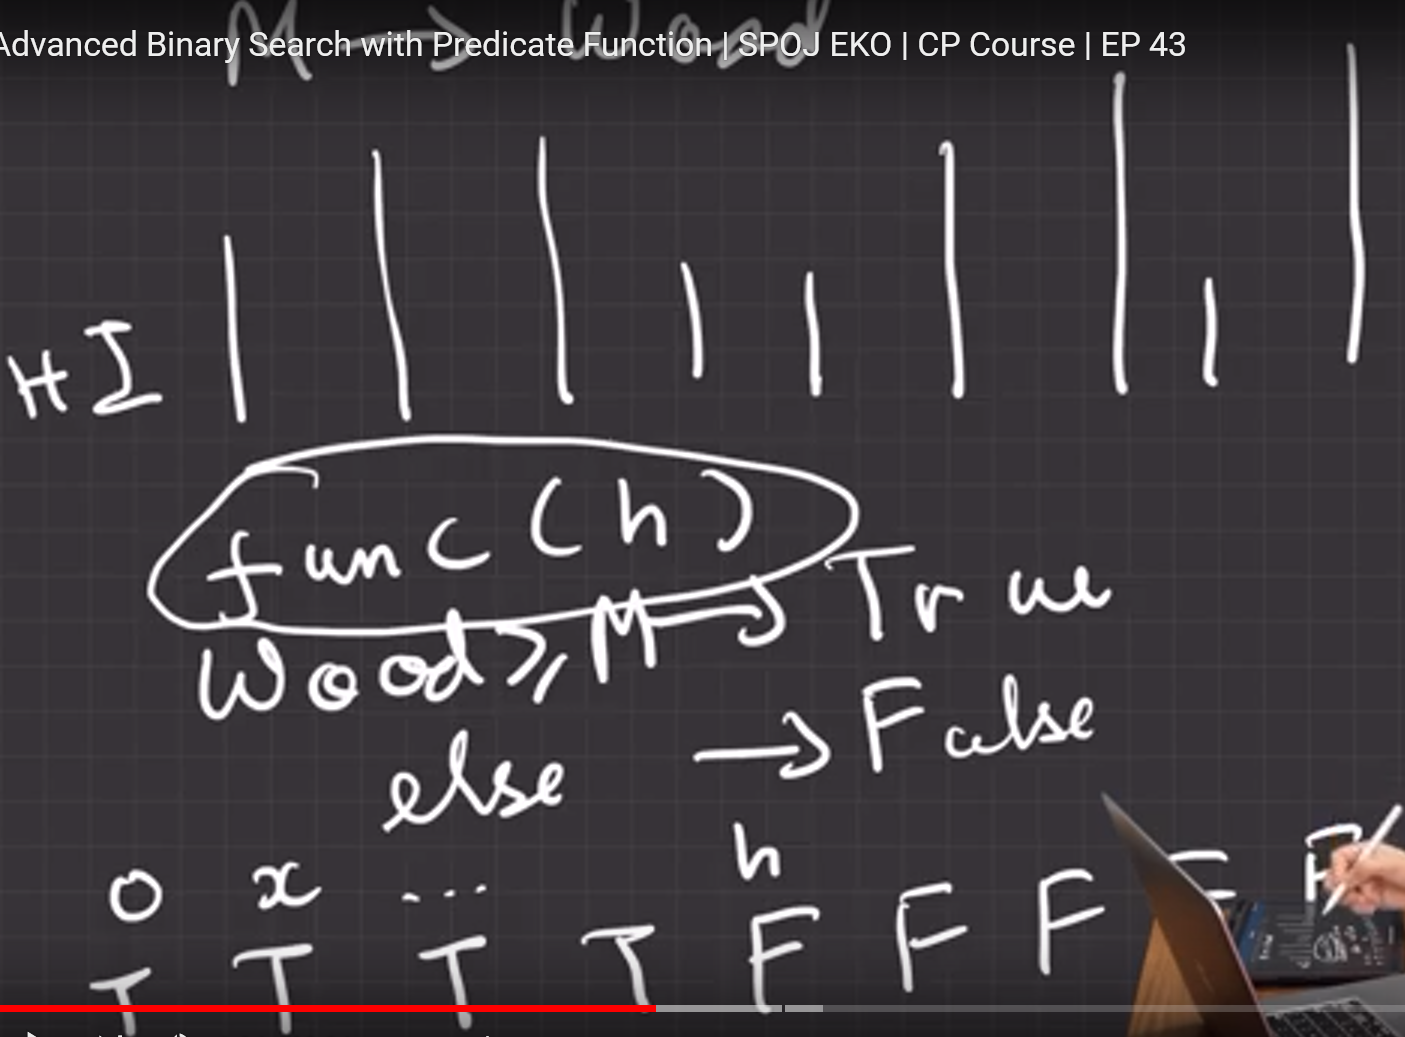 M → Wood
Advanced Binary Search with Predicate Function | SPOJ EKO | CP Course | EP 43
HI
func(h)
Wood ≥ M → True
else → False
0 x ... h
T T T T F F F F F